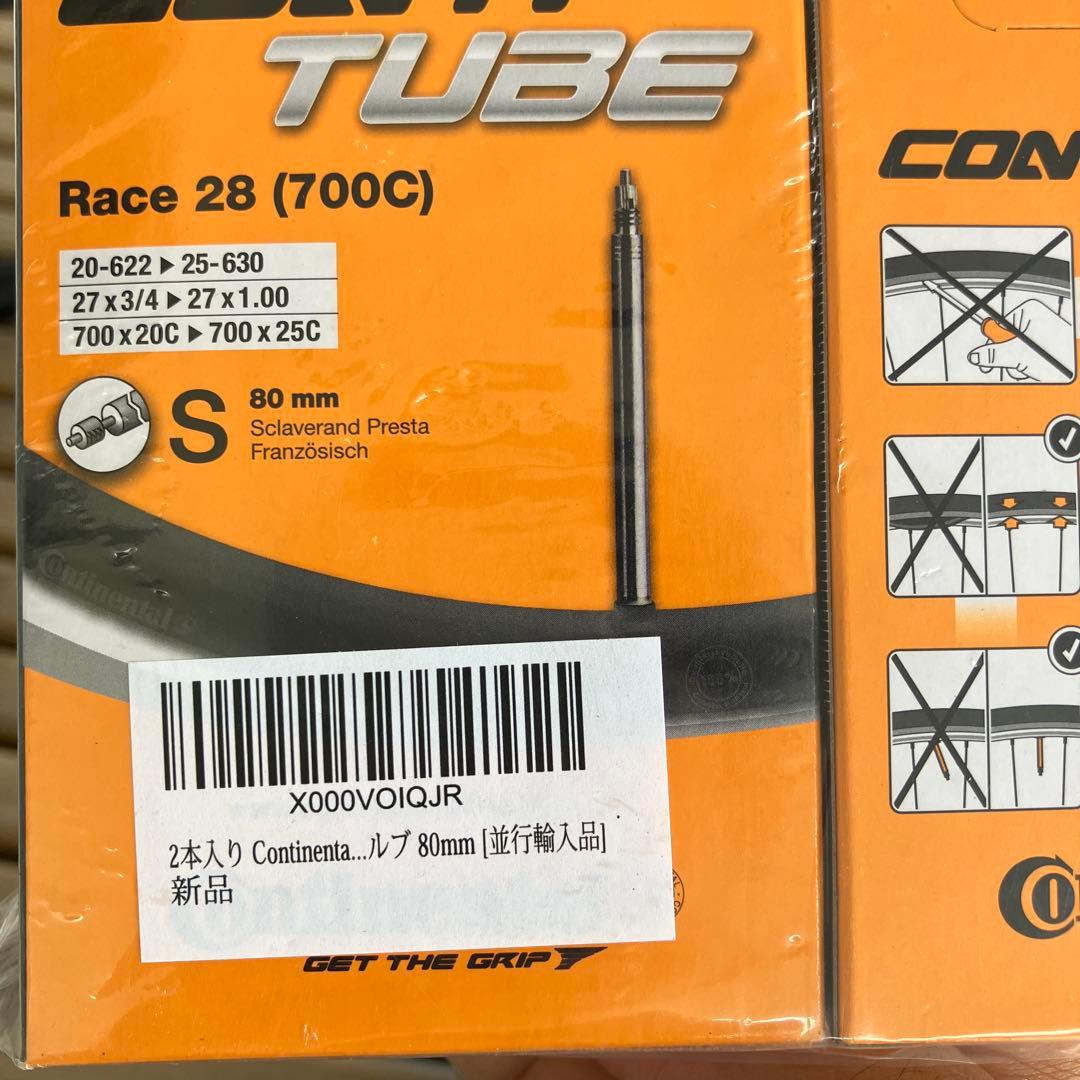 CONTI
TUBE
Race 28 (700C)
20-622 ▶ 25-630
27 x 3/4 ▶ 27 x 1.00
700 x 20C ▶ 700 x 25C
S
80 mm
Sclaverand Presta
Französisch
Continental
X000VOIQJR
2本入り Continenta...ルブ 80mm [並行輸入品]
新品
GET THE GRIP
CON